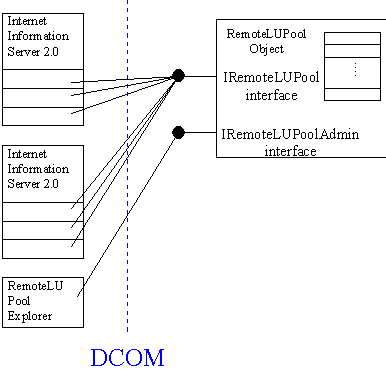 Internet
Information
Server 2.0
Internet
Information
Server 2.0
RemoteLU
Pool
Explorer
RemoteLUPool
Object
IRemoteLUPool
interface
IRemoteLUPoolAdmin
interface
DCOM